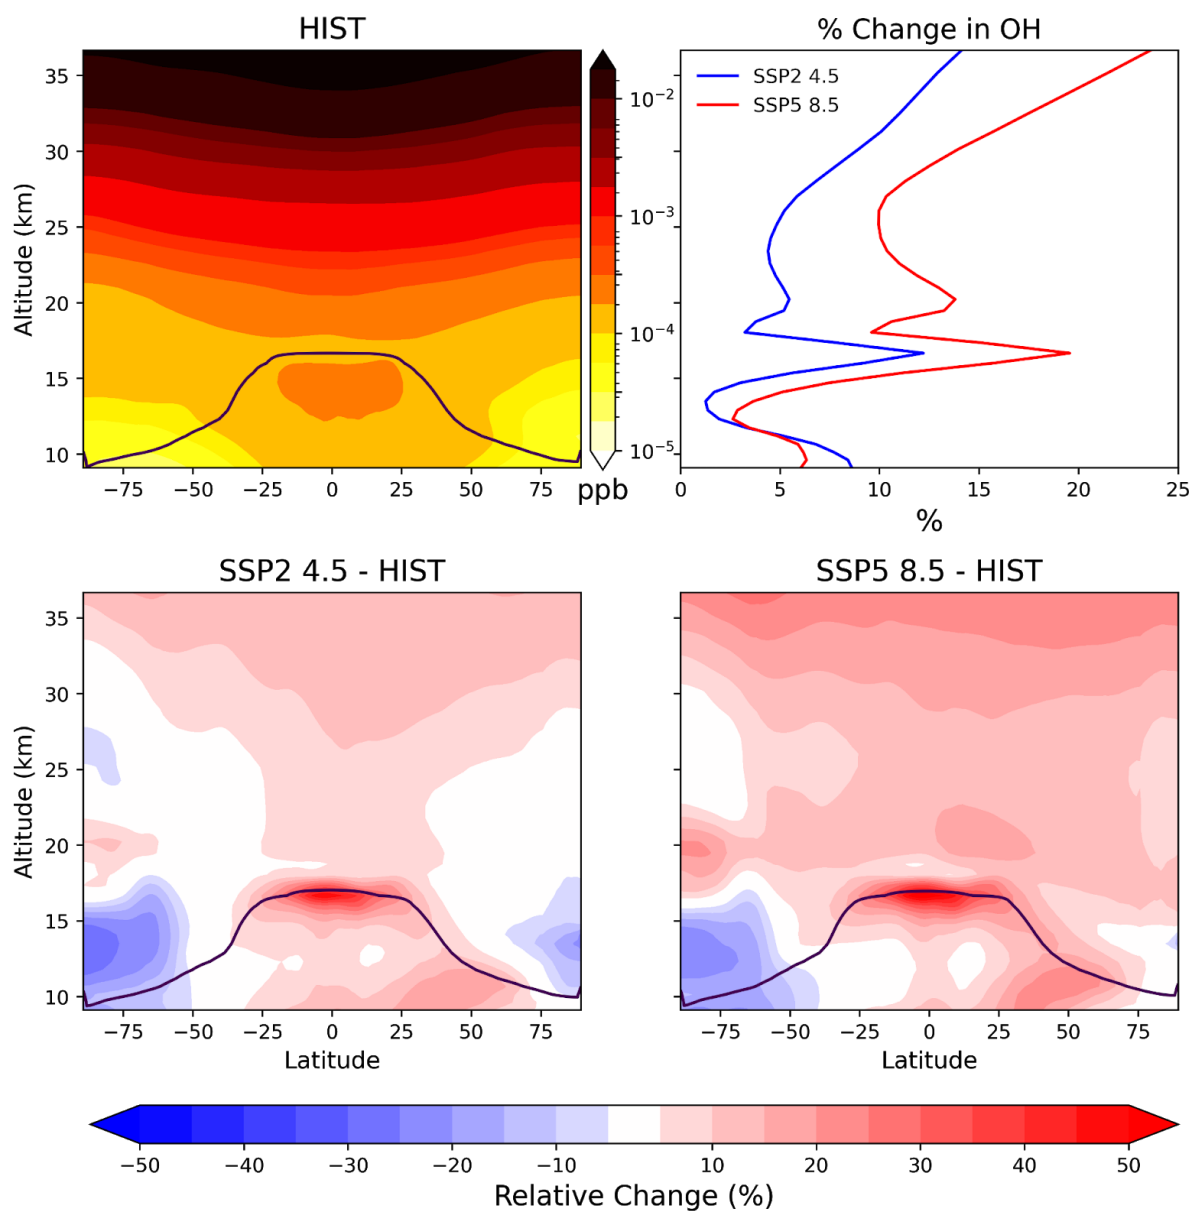 HIST
% Change in OH
35
30
25
20
15
10
Altitude (km)
−75 −50 −25 0 25 50 75
10⁻²
10⁻³
10⁻⁴
10⁻⁵
ppb
SSP2 4.5
SSP5 8.5
0 5 10 15 20 25
%
SSP2 4.5 - HIST
SSP5 8.5 - HIST
35
30
25
20
15
10
Altitude (km)
−75 −50 −25 0 25 50 75
Latitude
−75 −50 −25 0 25 50 75
Latitude
−50 −40 −30 −20 −10 10 20 30 40 50
Relative Change (%)